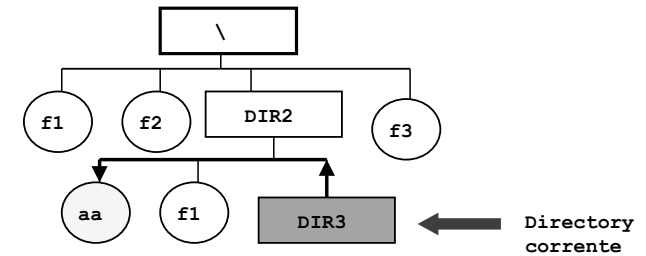 \
f1
f2
DIR2
f3
aa
f1
DIR3
Directory
corrente